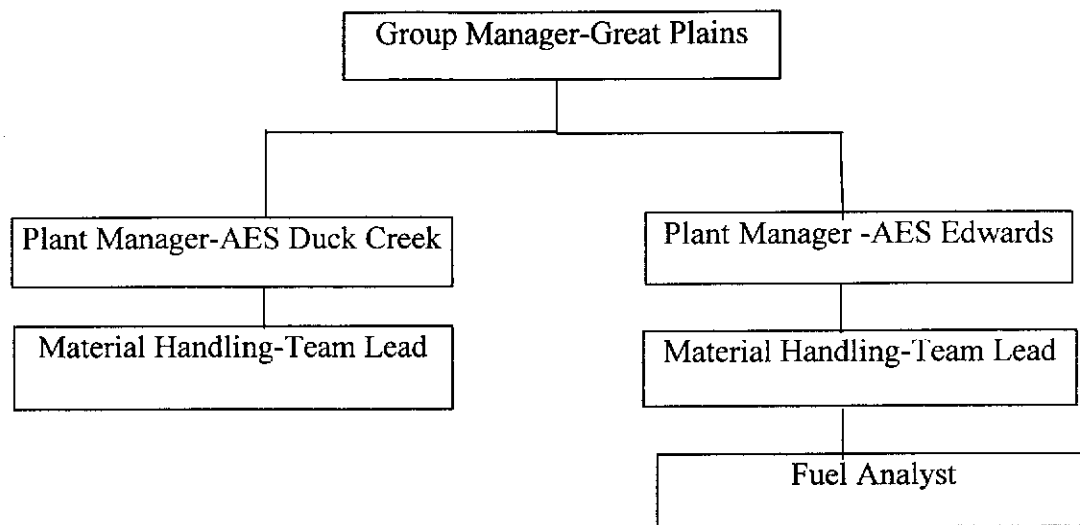 Group Manager-Great Plains
Plant Manager-AES Duck Creek
Plant Manager -AES Edwards
Material Handling-Team Lead
Material Handling-Team Lead
Fuel Analyst